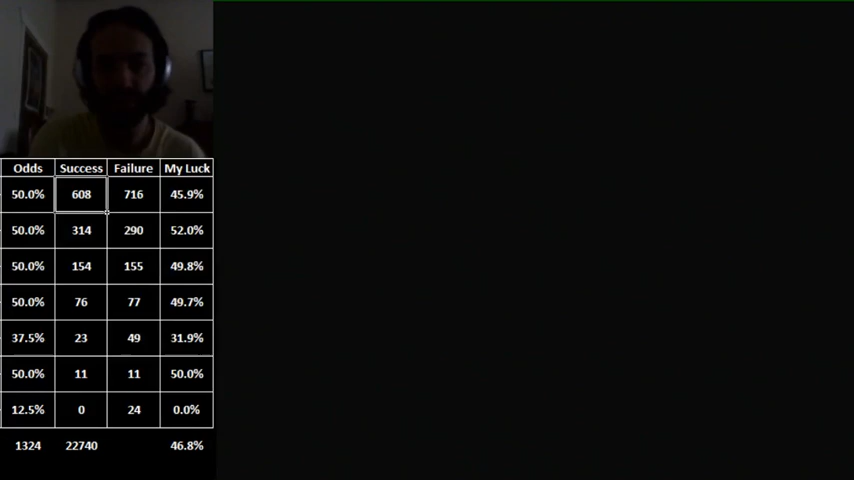 Odds Success Failure My Luck
50.0% 608 716 45.9%
50.0% 314 290 52.0%
50.0% 154 155 49.8%
50.0% 76 77 49.7%
37.5% 23 49 31.9%
50.0% 11 11 50.0%
12.5% 0 24 0.0%
1324 22740 46.8%